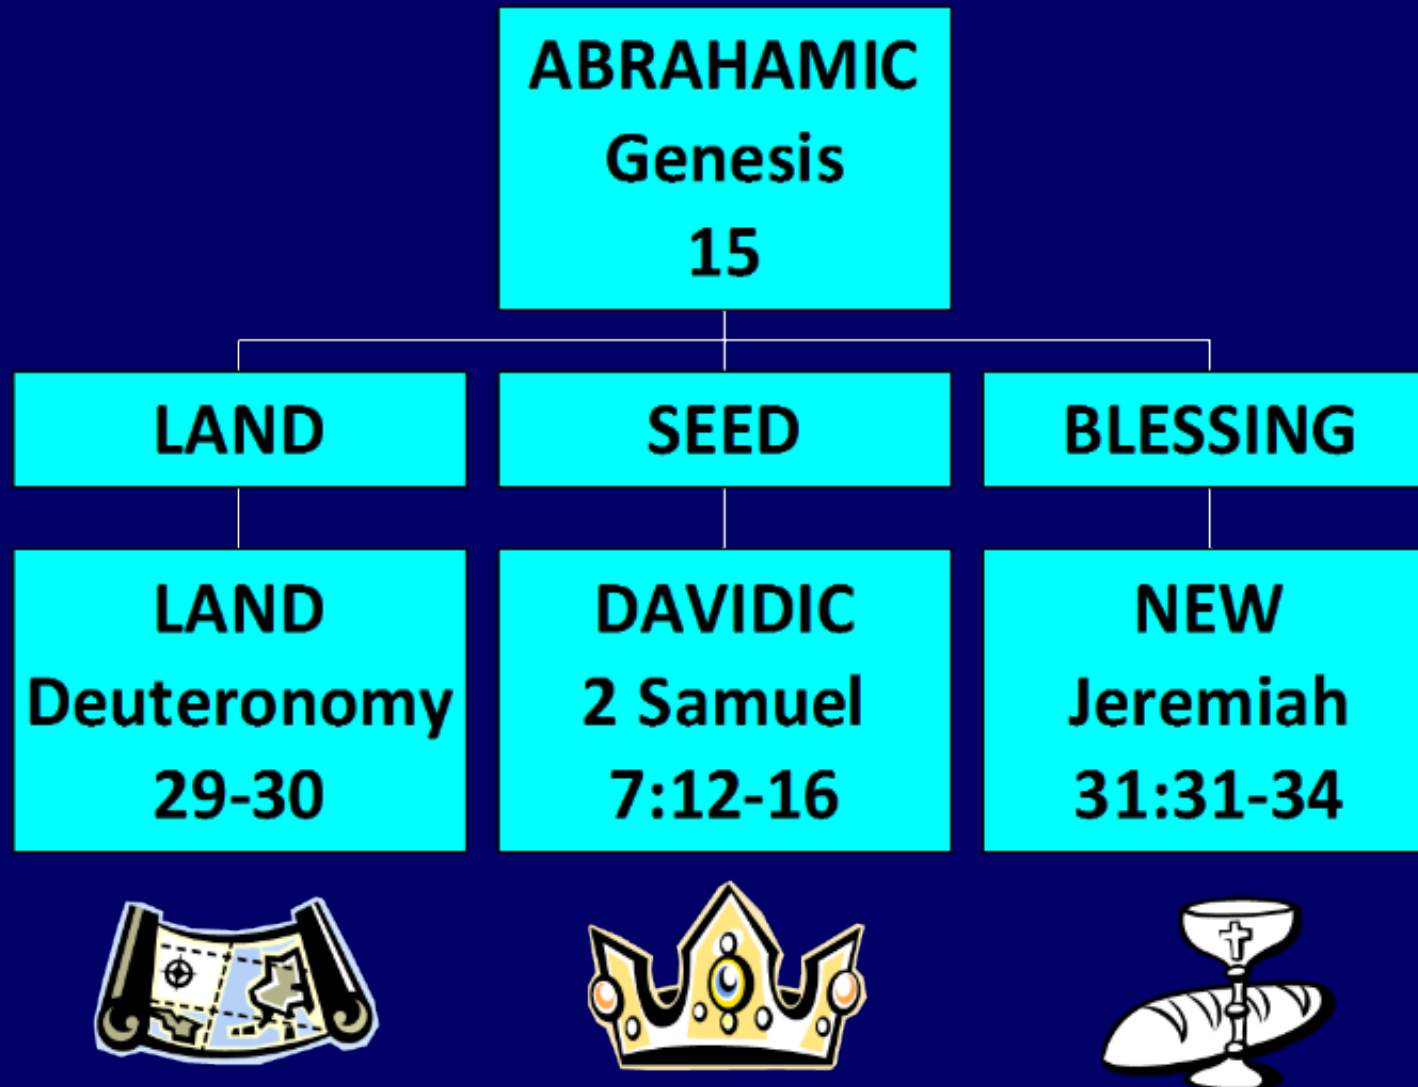 ABRAHAMIC
Genesis
15
LAND
SEED
BLESSING
LAND
Deuteronomy
29-30
DAVIDIC
2 Samuel
7:12-16
NEW
Jeremiah
31:31-34